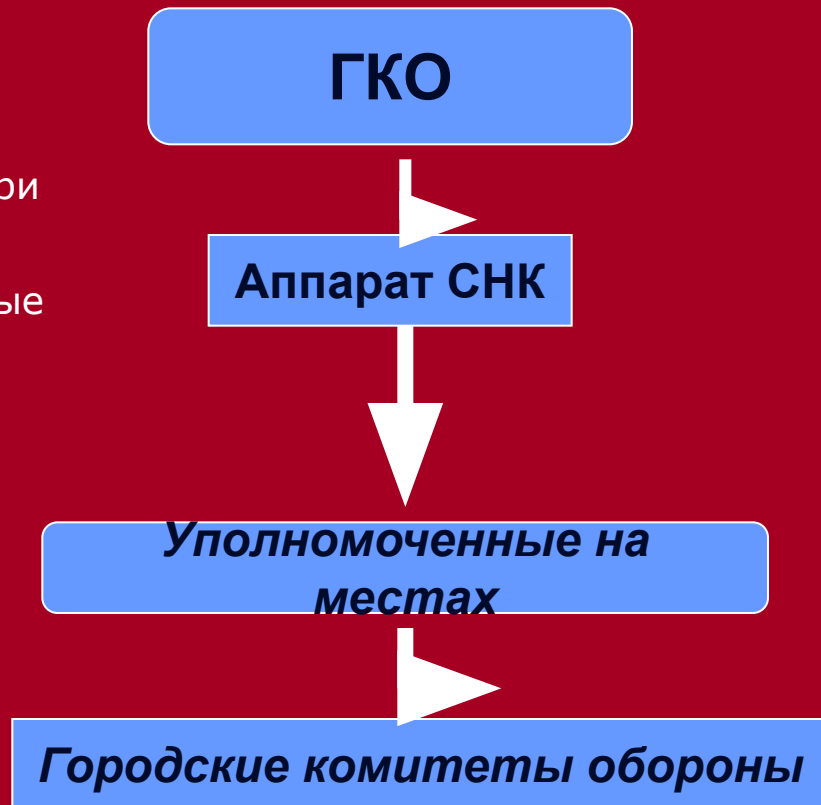 ГКО
Аппарат СНК
Уполномоченные на
местах
Городские комитеты обороны